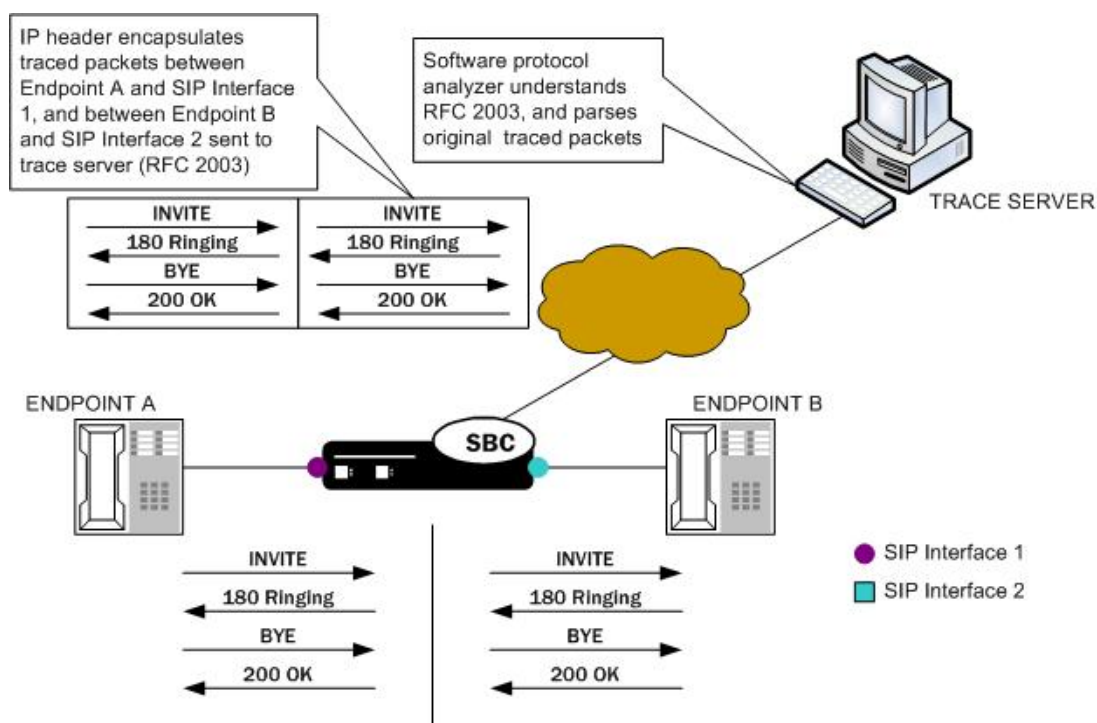 IP header encapsulates
traced packets between
Endpoint A and SIP Interface
1, and between Endpoint B
and SIP Interface 2 sent to
trace server (RFC 2003)
Software protocol
analyzer understands
RFC 2003, and parses
original traced packets
TRACE SERVER
INVITE
180 Ringing
BYE
200 OK
INVITE
180 Ringing
BYE
200 OK
ENDPOINT A
SBC
ENDPOINT B
INVITE
180 Ringing
BYE
200 OK
INVITE
180 Ringing
BYE
200 OK
SIP Interface 1
SIP Interface 2